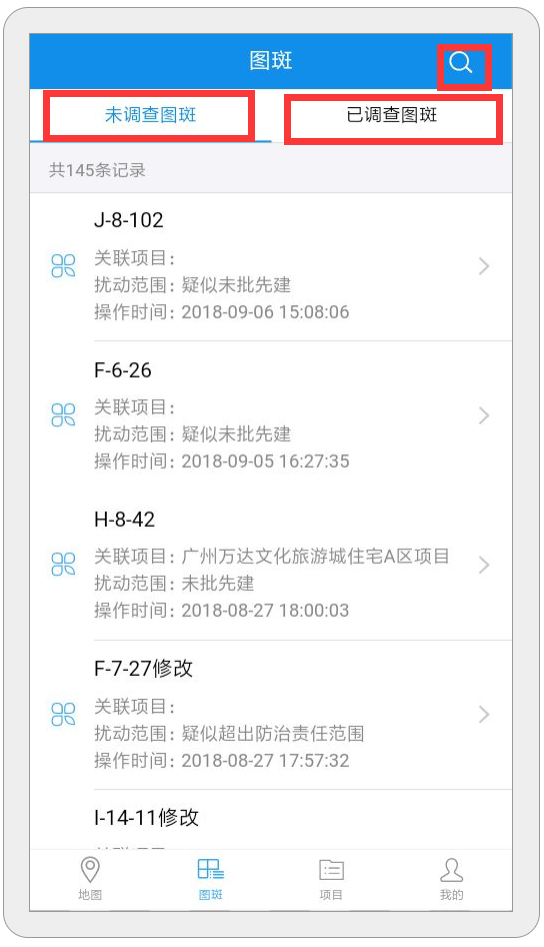 图斑
未调查图斑
已调查图斑
共145条记录
J-8-102
关联项目：
扰动范围：疑似未批先建
操作时间：2018-09-06 15:08:06
F-6-26
关联项目：
扰动范围：疑似未批先建
操作时间：2018-09-05 16:27:35
H-8-42
关联项目：广州万达文化旅游城住宅A区项目
扰动范围：未批先建
操作时间：2018-08-27 18:00:03
F-7-27修改
关联项目：
扰动范围：疑似超出防治责任范围
操作时间：2018-08-27 17:57:32
I-14-11修改
地图
图斑
项目
我的